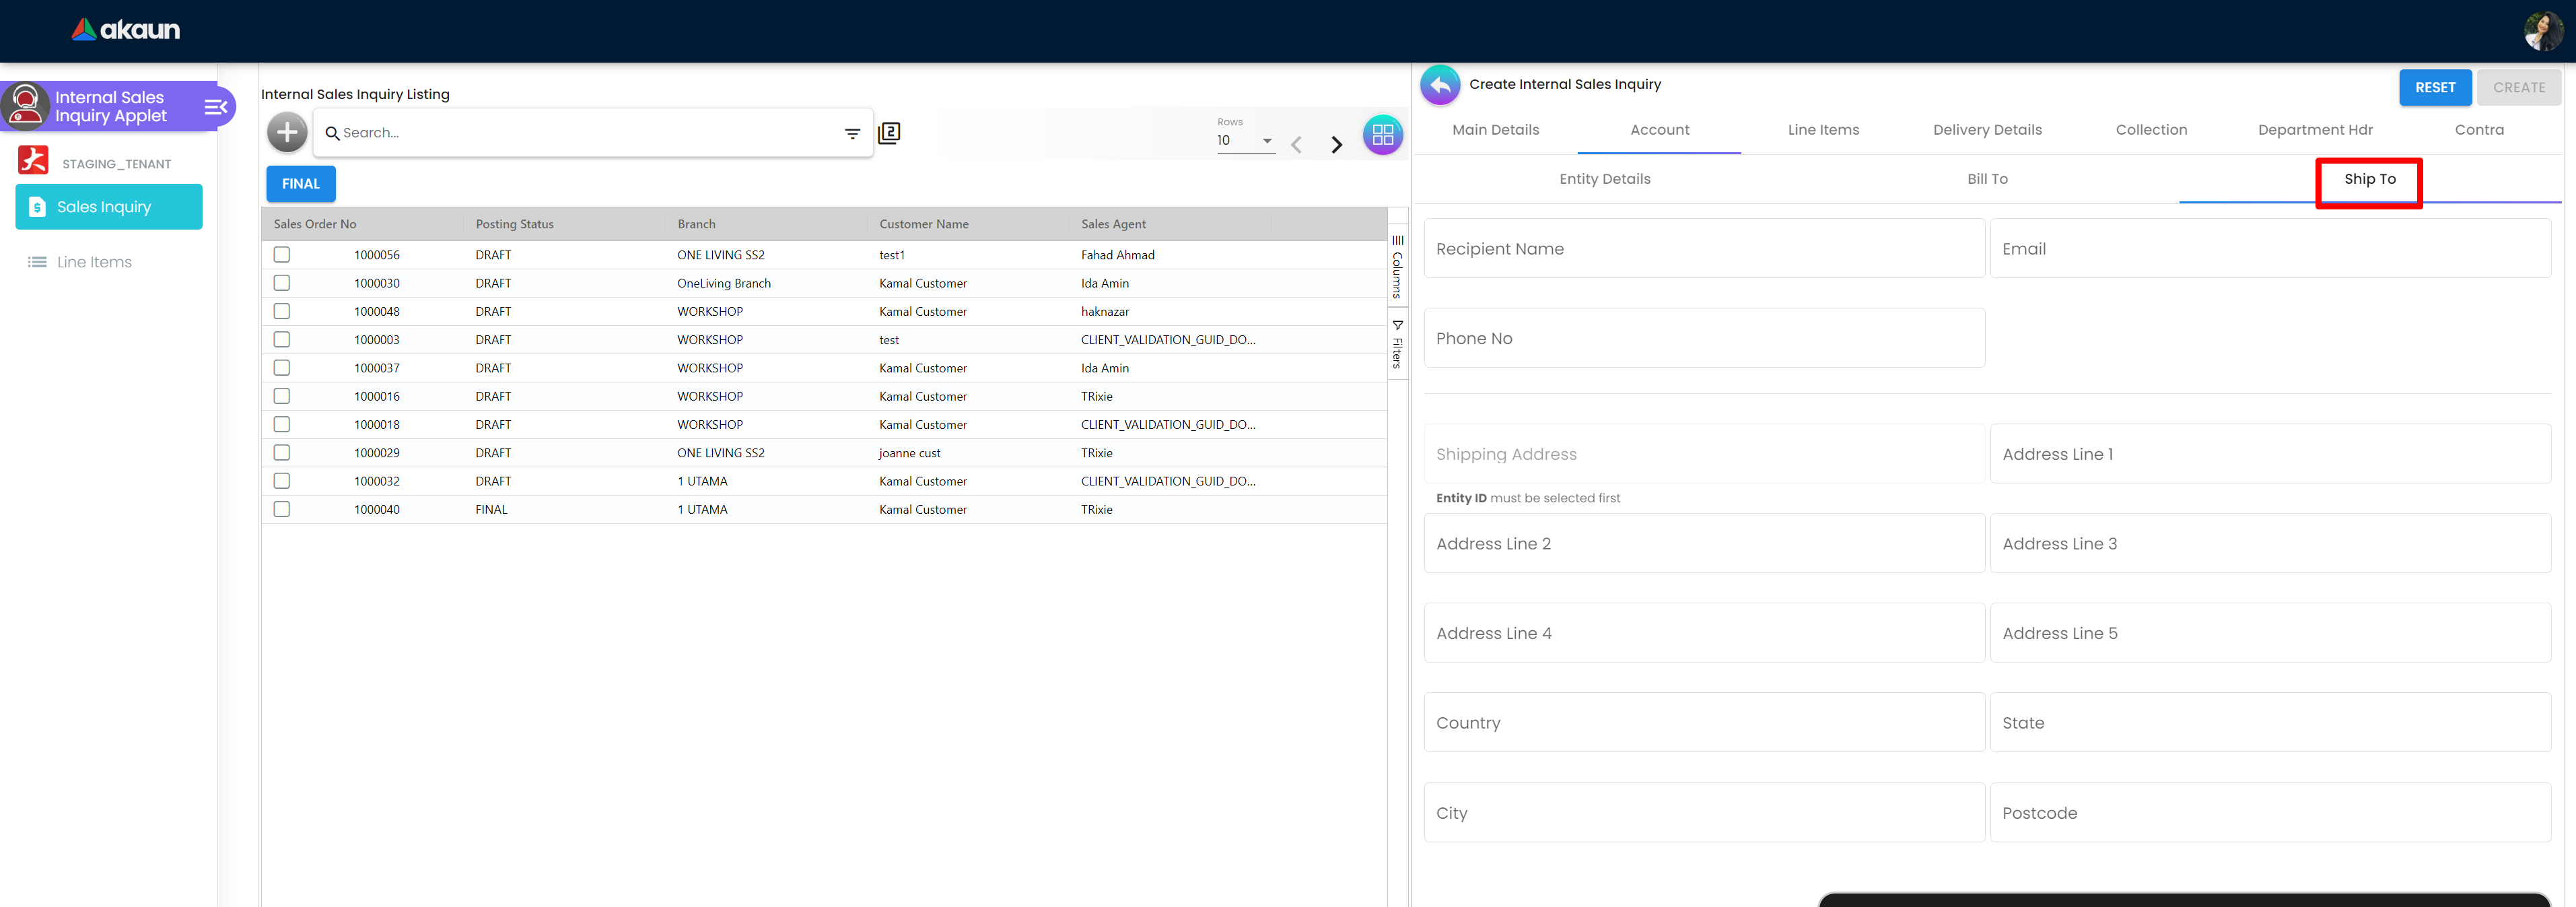 akaun
Internal Sales
Inquiry Applet
STAGING_TENANT
Sales Inquiry
Line Items
Internal Sales Inquiry Listing
Search...
2
Rows
10
FINAL
Sales Order No Posting Status Branch Customer Name Sales Agent
1000056 DRAFT ONE LIVING SS2 test1 Fahad Ahmad
1000030 DRAFT OneLiving Branch Kamal Customer Ida Amin
1000048 DRAFT WORKSHOP Kamal Customer haknazar
1000003 DRAFT WORKSHOP test CLIENT_VALIDATION_GUID_DO...
1000037 DRAFT WORKSHOP Kamal Customer Ida Amin
1000016 DRAFT WORKSHOP Kamal Customer TRixie
1000018 DRAFT WORKSHOP Kamal Customer CLIENT_VALIDATION_GUID_DO...
1000029 DRAFT ONE LIVING SS2 joanne cust TRixie
1000032 DRAFT 1 UTAMA Kamal Customer CLIENT_VALIDATION_GUID_DO...
1000040 FINAL 1 UTAMA Kamal Customer TRixie
Columns
Filters
Create Internal Sales Inquiry
RESET CREATE
Main Details Account Line Items Delivery Details Collection Department Hdr Contra
Entity Details Bill To Ship To
Recipient Name Email
Phone No
Shipping Address Address Line 1
Entity ID must be selected first
Address Line 2 Address Line 3
Address Line 4 Address Line 5
Country State
City Postcode